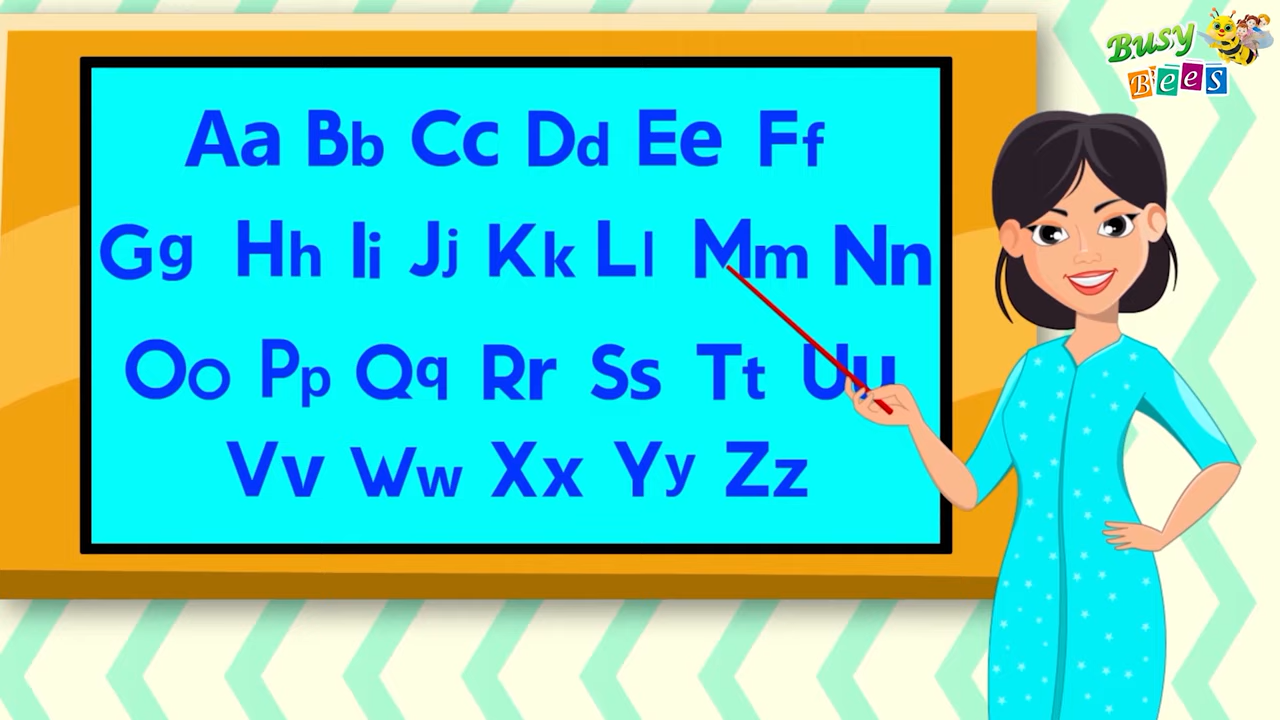 Busy
Bees
Aa Bb Cc Dd Ee Ff
Gg Hh Ii Jj Kk Ll Mm Nn
Oo Pp Qq Rr Ss Tt Uu
Vv Ww Xx Yy Zz